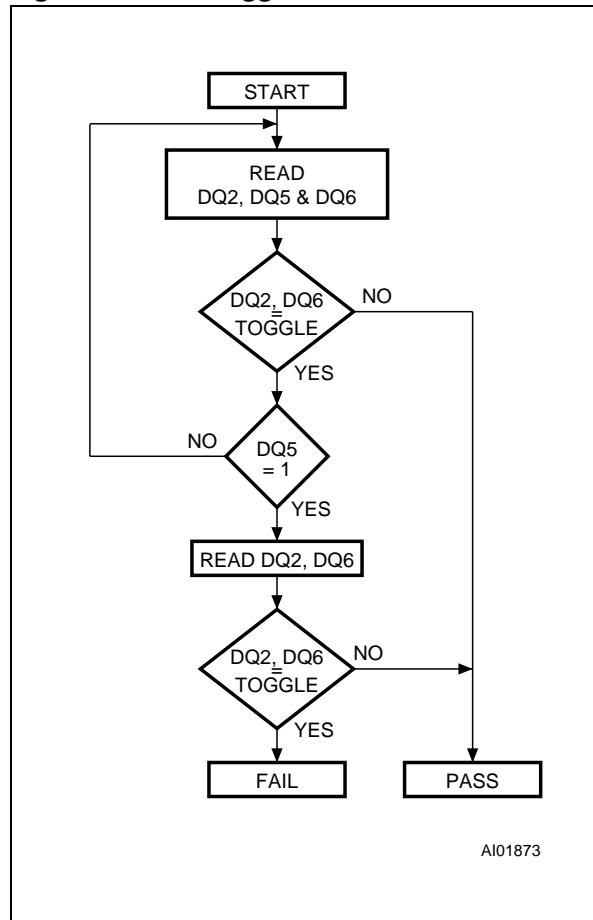 START
READ
DQ2, DQ5 & DQ6
DQ2, DQ6
=
TOGGLE
NO
YES
NO
DQ5
= 1
YES
READ DQ2, DQ6
DQ2, DQ6
=
TOGGLE
NO
YES
FAIL
PASS
AI01873